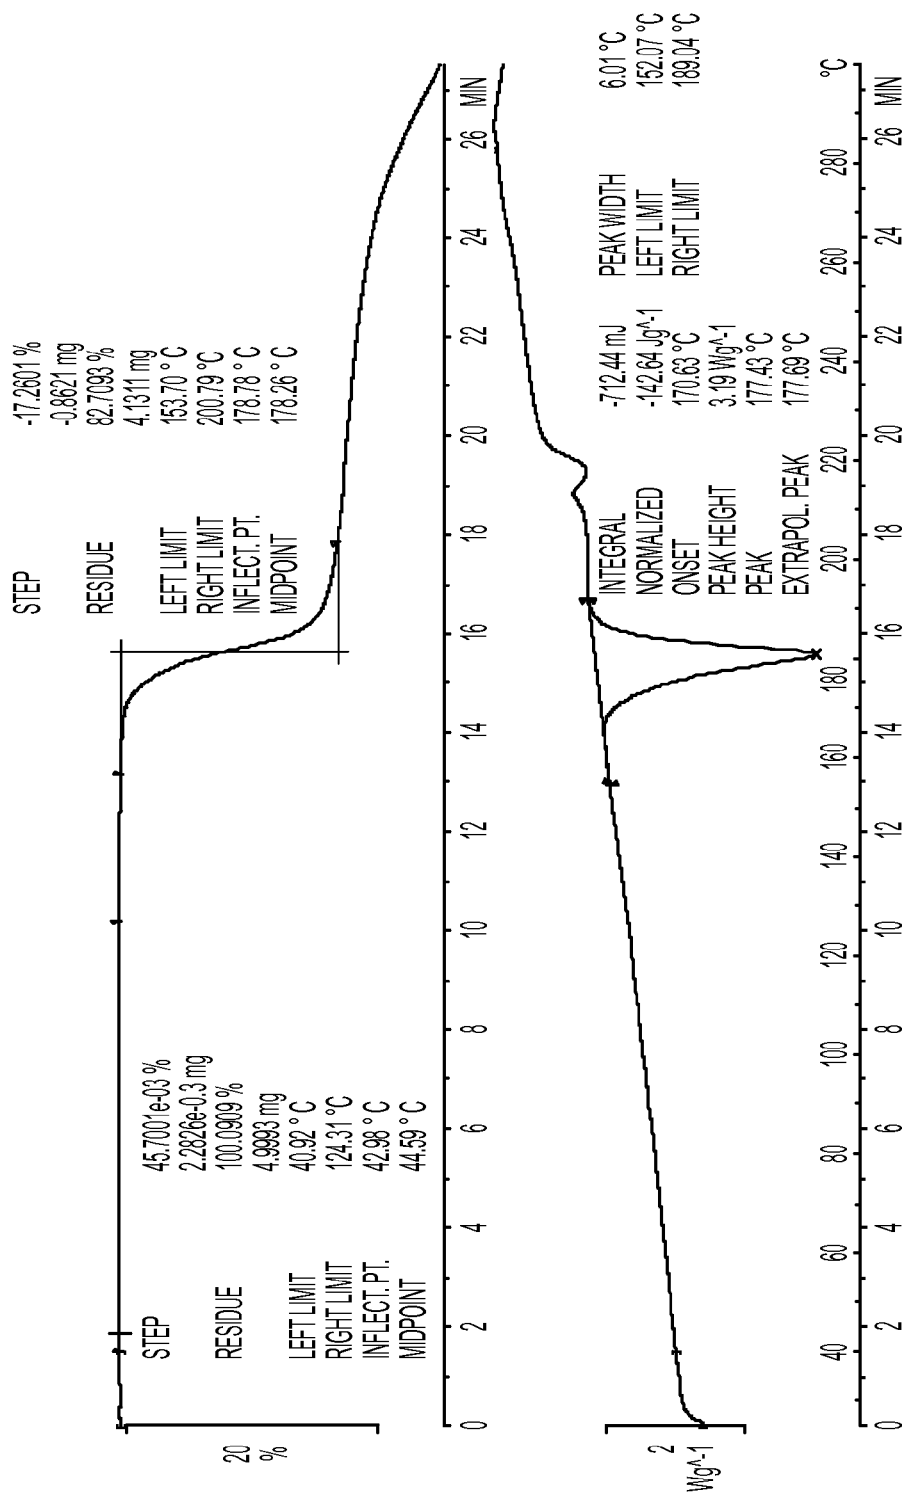 STEP -17.2601 %
-0.8621 mg
RESIDUE 82.7093 %
4.1311 mg
LEFT LIMIT 153.70 °C
RIGHT LIMIT 200.79 °C
INFLECT. PT. 178.78 °C
MIDPOINT 178.26 °C
STEP 45.7001e-03 %
2.2826e-0.3 mg
RESIDUE 100.0909 %
4.9993 mg
LEFT LIMIT 40.92 °C
RIGHT LIMIT 124.31 °C
INFLECT. PT. 42.98 °C
MIDPOINT 44.59 °C
20
%
0 2 4 6 8 10 12 14 16 18 20 22 24 26 MIN
INTEGRAL -712.44 mJ PEAK WIDTH 6.01 °C
NORMALIZED -142.64 Jg^-1 LEFT LIMIT 152.07 °C
ONSET 170.63 °C RIGHT LIMIT 189.04 °C
PEAK HEIGHT 3.19 Wg^-1
PEAK 177.43 °C
EXTRAPOL. PEAK 177.69 °C
2
Wg^-1
40 60 80 100 120 140 160 180 200 220 240 260 280 °C
0 2 4 6 8 10 12 14 16 18 20 22 24 26 MIN